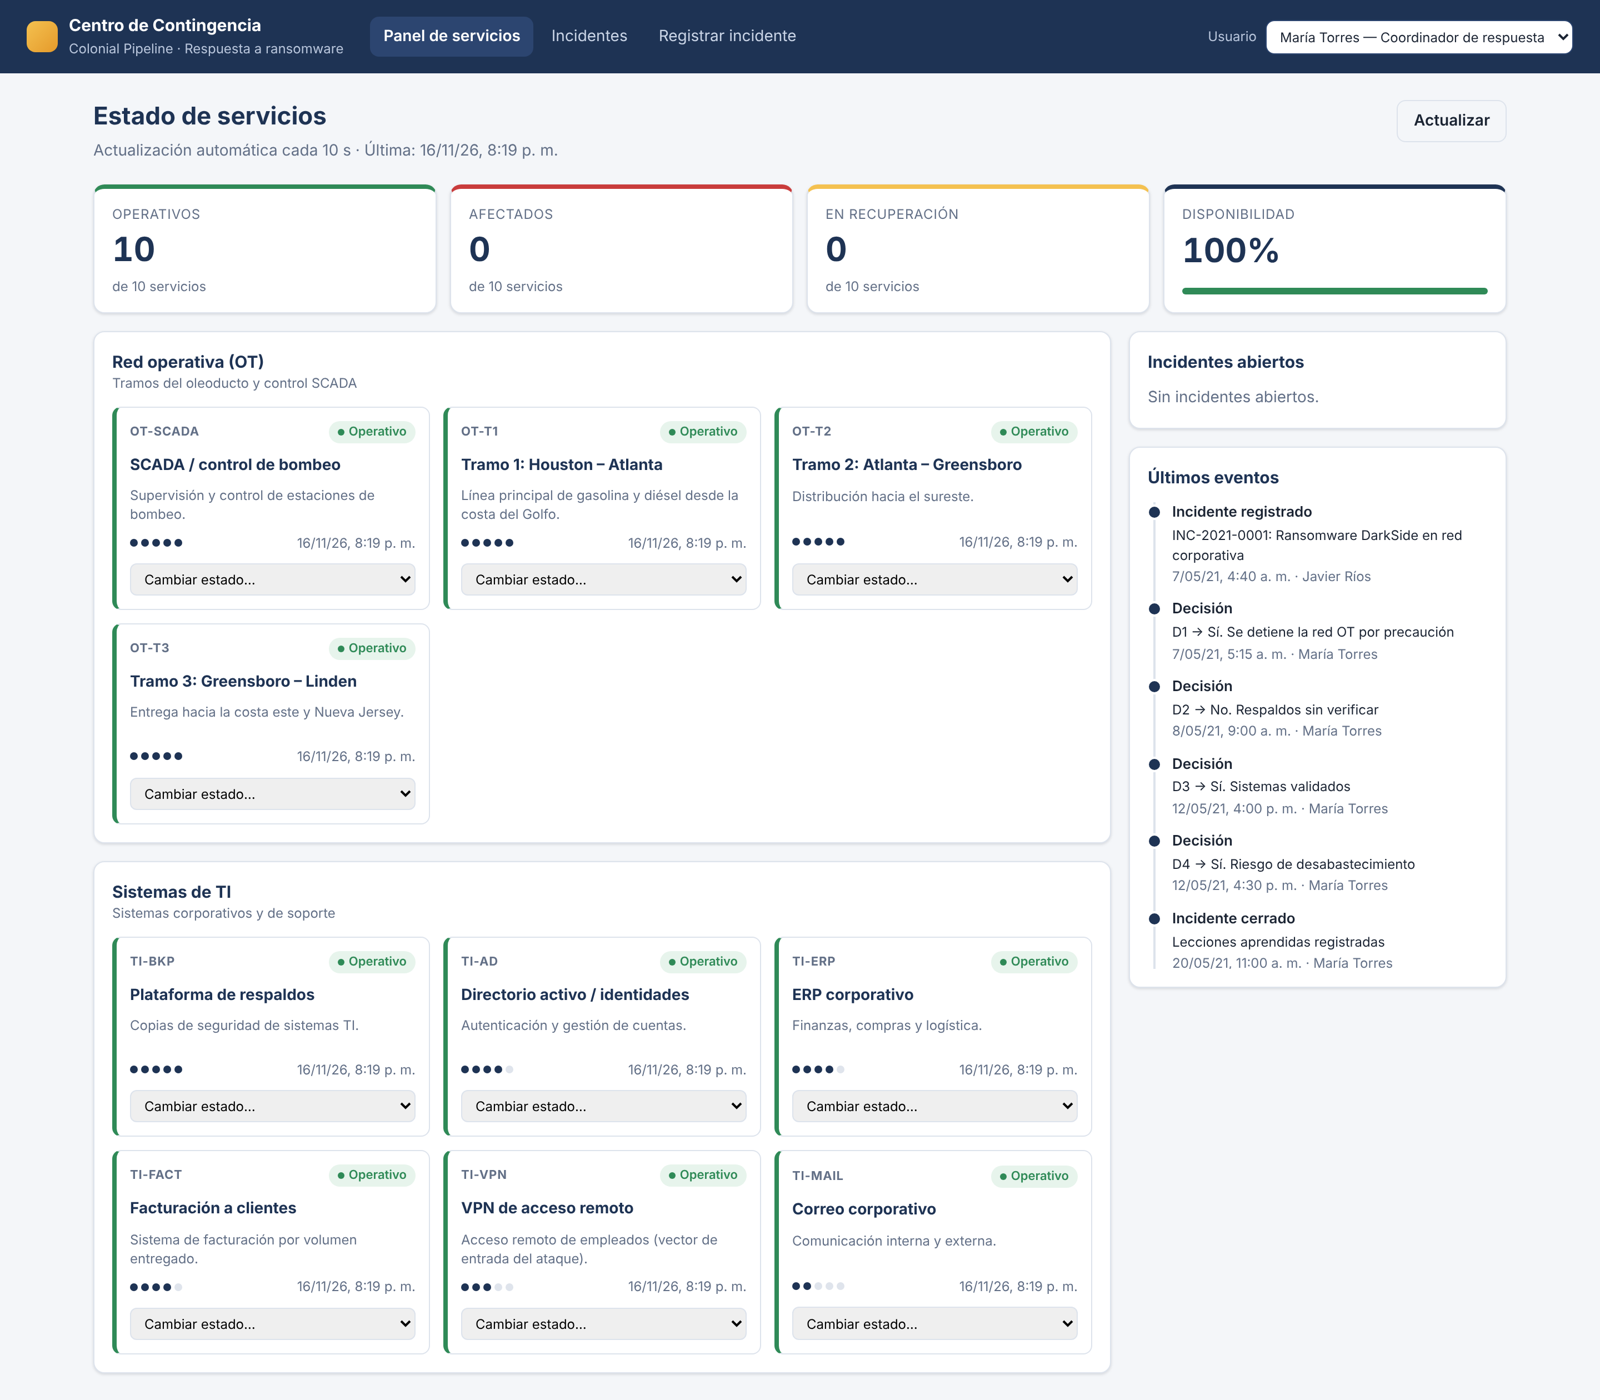 Centro de Contingencia
Colonial Pipeline · Respuesta a ransomware
Panel de servicios
Incidentes
Registrar incidente
Usuario
María Torres — Coordinador de respuesta
Estado de servicios
Actualización automática cada 10 s · Última: 16/11/26, 8:19 p. m.
Actualizar
OPERATIVOS
10
de 10 servicios
AFECTADOS
0
de 10 servicios
EN RECUPERACIÓN
0
de 10 servicios
DISPONIBILIDAD
100%
Red operativa (OT)
Tramos del oleoducto y control SCADA
OT-SCADA
Operativo
SCADA / control de bombeo
Supervisión y control de estaciones de
bombeo.
16/11/26, 8:19 p. m.
Cambiar estado...
OT-T1
Operativo
Tramo 1: Houston – Atlanta
Línea principal de gasolina y diésel desde la
costa del Golfo.
16/11/26, 8:19 p. m.
Cambiar estado...
OT-T2
Operativo
Tramo 2: Atlanta – Greensboro
Distribución hacia el sureste.
16/11/26, 8:19 p. m.
Cambiar estado...
OT-T3
Operativo
Tramo 3: Greensboro – Linden
Entrega hacia la costa este y Nueva Jersey.
16/11/26, 8:19 p. m.
Cambiar estado...
Sistemas de TI
Sistemas corporativos y de soporte
TI-BKP
Operativo
Plataforma de respaldos
Copias de seguridad de sistemas TI.
16/11/26, 8:19 p. m.
Cambiar estado...
TI-AD
Operativo
Directorio activo / identidades
Autenticación y gestión de cuentas.
16/11/26, 8:19 p. m.
Cambiar estado...
TI-ERP
Operativo
ERP corporativo
Finanzas, compras y logística.
16/11/26, 8:19 p. m.
Cambiar estado...
TI-FACT
Operativo
Facturación a clientes
Sistema de facturación por volumen
entregado.
16/11/26, 8:19 p. m.
Cambiar estado...
TI-VPN
Operativo
VPN de acceso remoto
Acceso remoto de empleados (vector de
entrada del ataque).
16/11/26, 8:19 p. m.
Cambiar estado...
TI-MAIL
Operativo
Correo corporativo
Comunicación interna y externa.
16/11/26, 8:19 p. m.
Cambiar estado...
Incidentes abiertos
Sin incidentes abiertos.
Últimos eventos
Incidente registrado
INC-2021-0001: Ransomware DarkSide en red
corporativa
7/05/21, 4:40 a. m. · Javier Ríos
Decisión
D1 → Sí. Se detiene la red OT por precaución
7/05/21, 5:15 a. m. · María Torres
Decisión
D2 → No. Respaldos sin verificar
8/05/21, 9:00 a. m. · María Torres
Decisión
D3 → Sí. Sistemas validados
12/05/21, 4:00 p. m. · María Torres
Decisión
D4 → Sí. Riesgo de desabastecimiento
12/05/21, 4:30 p. m. · María Torres
Incidente cerrado
Lecciones aprendidas registradas
20/05/21, 11:00 a. m. · María Torres